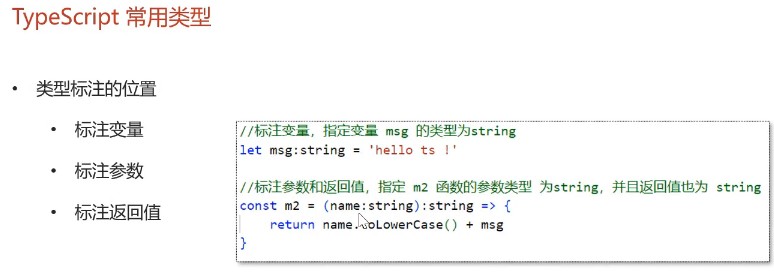 TypeScript 常用类型
• 类型标注的位置
• 标注变量
• 标注参数
• 标注返回值
//标注变量，指定变量 msg 的类型为string
let msg:string = 'hello ts !'
//标注参数和返回值，指定 m2 函数的参数类型 为string，并且返回值也为 string
const m2 = (name:string):string => {
return name.toLowerCase() + msg
}